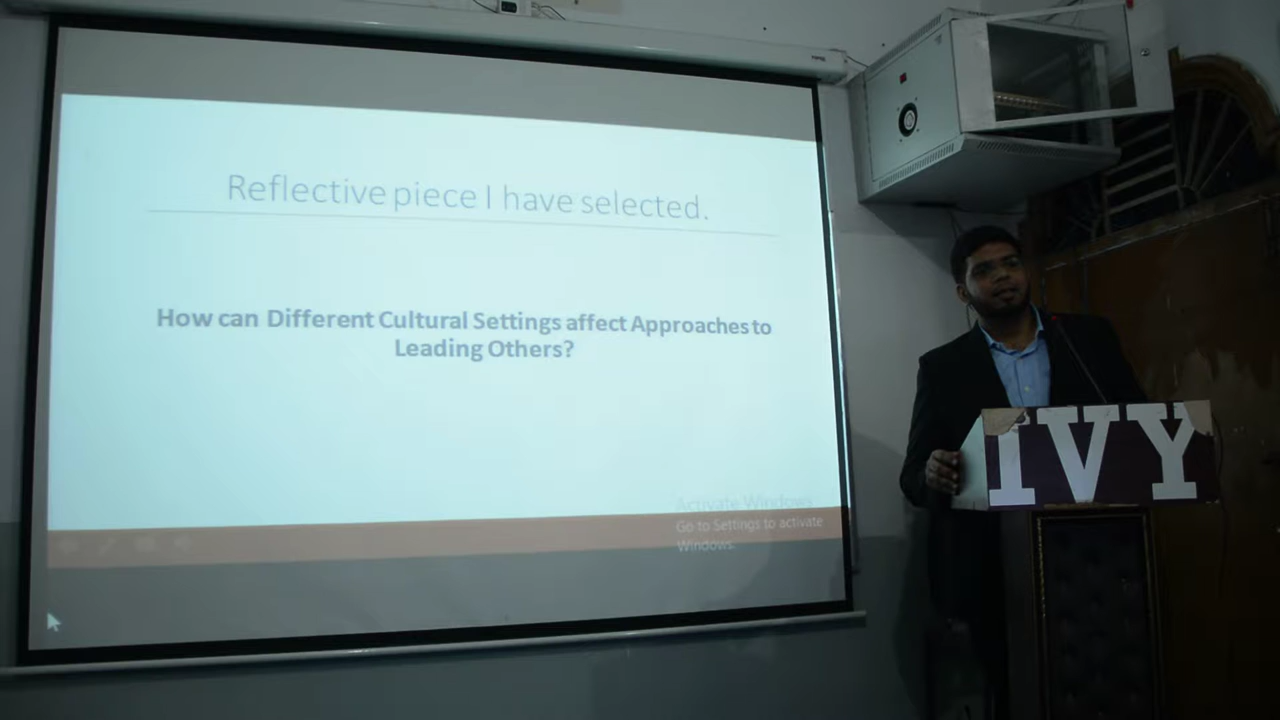 Reflective piece I have selected.
How can Different Cultural Settings affect Approaches to
Leading Others?
Activate Windows
Go to Settings to activate
Windows.
IVY